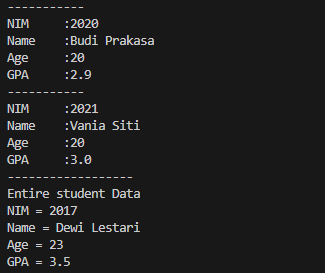 -----------
NIM     :2020
Name    :Budi Prakasa
Age     :20
GPA     :2.9
-----------
NIM     :2021
Name    :Vania Siti
Age     :20
GPA     :3.0
------------------
Entire student Data
NIM = 2017
Name = Dewi Lestari
Age = 23
GPA = 3.5